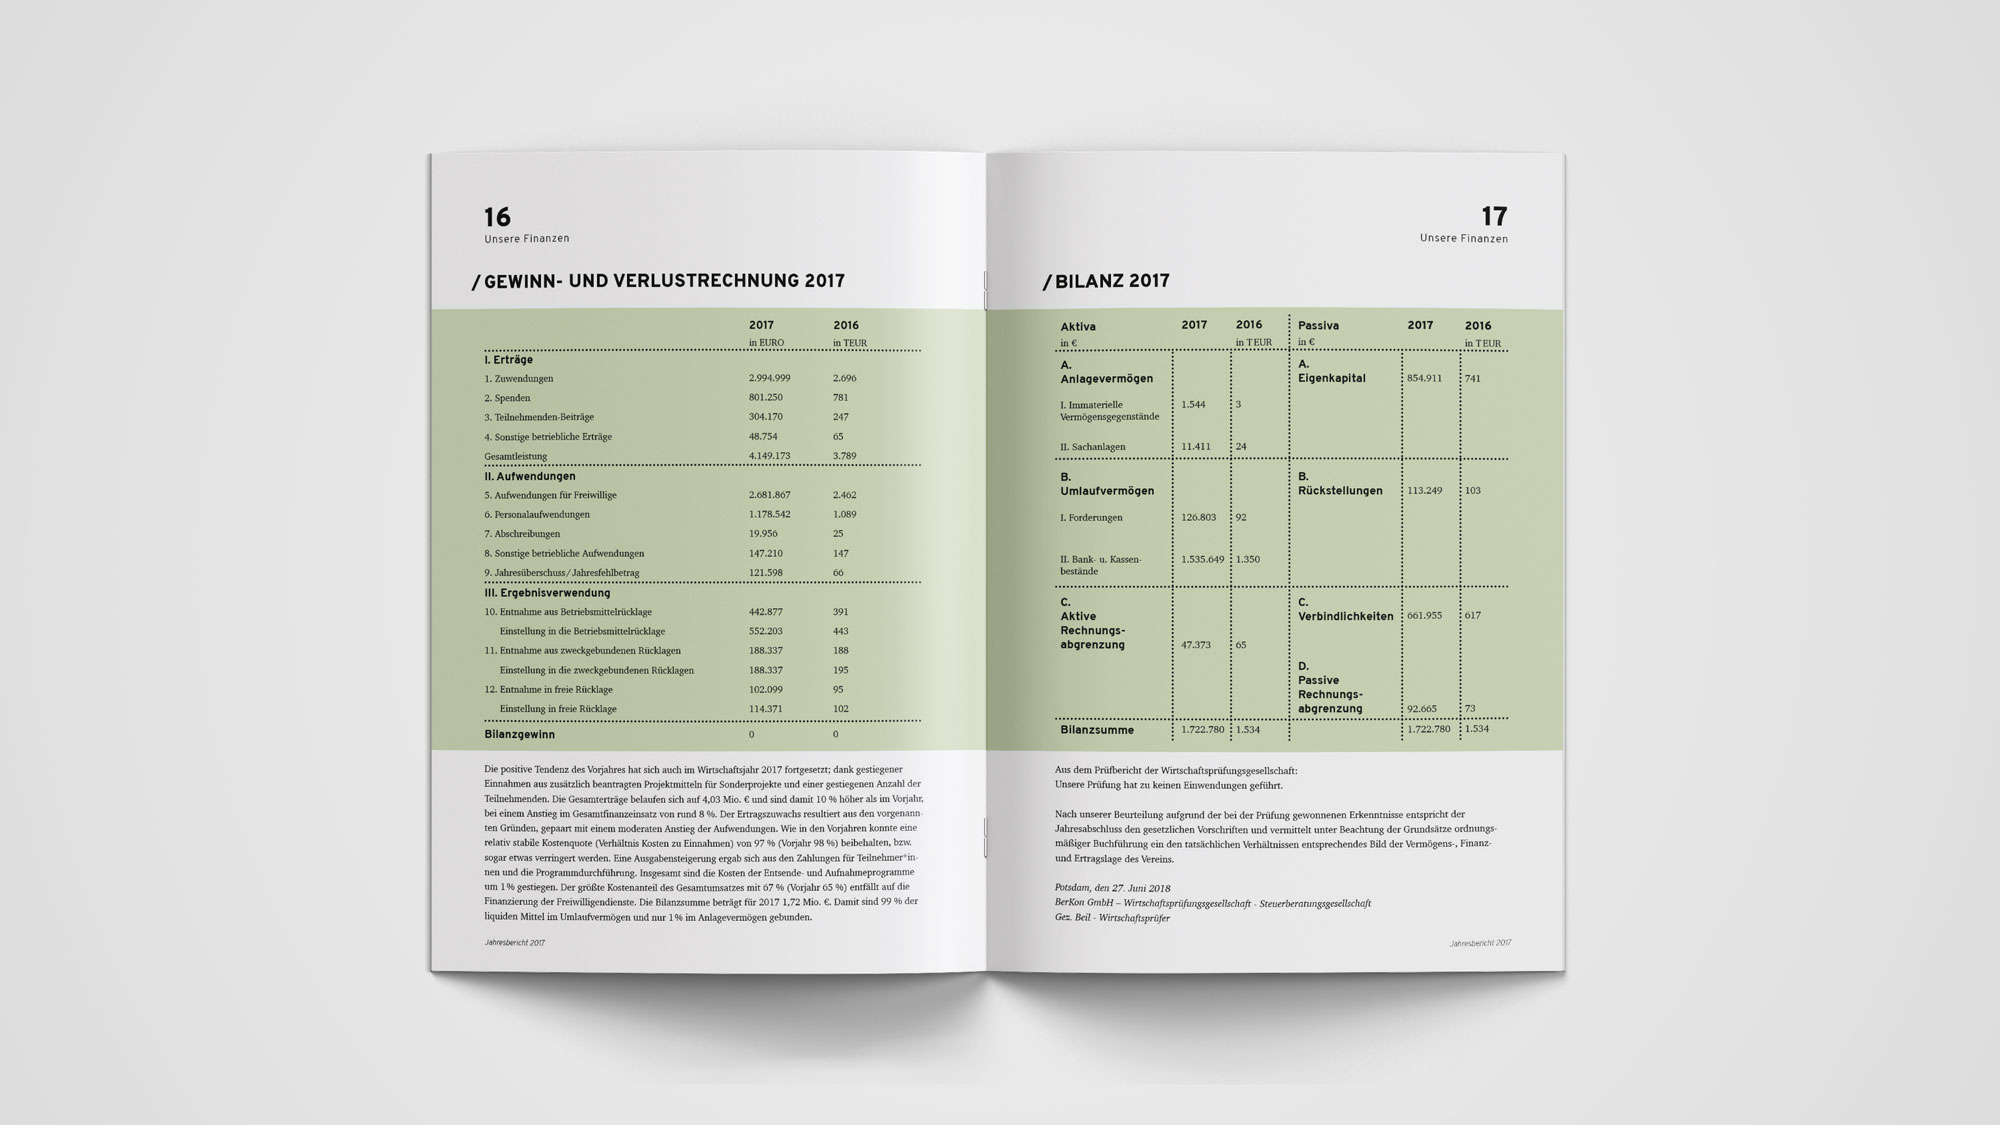 16
Unsere Finanzen
/ GEWINN- UND VERLUSTRECHNUNG 2017
2017 2016
in EURO in TEUR
I. Erträge
1. Zuwendungen 2.994.999 2.696
2. Spenden 801.250 781
3. Teilnehmenden-Beiträge 304.170 247
4. Sonstige betriebliche Erträge 48.754 65
Gesamtleistung 4.149.173 3.789
II. Aufwendungen
5. Aufwendungen für Freiwillige 2.681.867 2.462
6. Personalaufwendungen 1.178.542 1.089
7. Abschreibungen 19.956 25
8. Sonstige betriebliche Aufwendungen 147.210 147
9. Jahresüberschuss/Jahresfehlbetrag 121.598 66
III. Ergebnisverwendung
10. Entnahme aus Betriebsmittelrücklage 442.877 391
Einstellung in die Betriebsmittelrücklage 552.203 443
11. Entnahme aus zweckgebundenen Rücklagen 188.337 188
Einstellung in die zweckgebundenen Rücklagen 188.337 195
12. Entnahme in freie Rücklage 102.099 95
Einstellung in freie Rücklage 114.371 102
Bilanzgewinn 0 0
Die positive Tendenz des Vorjahres hat sich auch im Wirtschaftsjahr 2017 fortgesetzt; dank gestiegener
Einnahmen aus zusätzlich beantragten Projektmitteln für Sonderprojekte und einer gestiegenen Anzahl der
Teilnehmenden. Die Gesamterträge belaufen sich auf 4,03 Mio. € und sind damit 10 % höher als im Vorjahr,
bei einem Anstieg im Gesamtfinanzeinsatz von rund 8 %. Der Ertragszuwachs resultiert aus den vorgenann-
ten Gründen, gepaart mit einem moderaten Anstieg der Aufwendungen. Wie in den Vorjahren konnte eine
relativ stabile Kostenquote (Verhältnis Kosten zu Einnahmen) von 97 % (Vorjahr 98 %) beibehalten, bzw.
sogar etwas verringert werden. Eine Ausgabensteigerung ergab sich aus den Zahlungen für Teilnehmer*in-
nen und die Programmdurchführung. Insgesamt sind die Kosten der Entsende- und Aufnahmeprogramme
um 1 % gestiegen. Der größte Kostenanteil des Gesamtumsatzes mit 67 % (Vorjahr 65 %) entfällt auf die
Finanzierung der Freiwilligendienste. Die Bilanzsumme beträgt für 2017 1,72 Mio. €. Damit sind 99 % der
liquiden Mittel im Umlaufvermögen und nur 1 % im Anlagevermögen gebunden.
Jahresbericht 2017
17
Unsere Finanzen
/ BILANZ 2017
Aktiva 2017 2016 Passiva 2017 2016
in € in TEUR in € in TEUR
A. A.
Anlagevermögen Eigenkapital 854.911 741
I. Immaterielle 1.544 3
Vermögensgegenstände
II. Sachanlagen 11.411 24
B. B.
Umlaufvermögen Rückstellungen 113.249 103
I. Forderungen 126.803 92
II. Bank- u. Kassen- 1.535.649 1.350
bestände
C. C.
Aktive Verbindlichkeiten 661.955 617
Rechnungs-
abgrenzung 47.373 65
D.
Passive
Rechnungs-
abgrenzung 92.665 73
Bilanzsumme 1.722.780 1.534 1.722.780 1.534
Aus dem Prüfbericht der Wirtschaftsprüfungsgesellschaft:
Unsere Prüfung hat zu keinen Einwendungen geführt.
Nach unserer Beurteilung aufgrund der bei der Prüfung gewonnenen Erkenntnisse entspricht der
Jahresabschluss den gesetzlichen Vorschriften und vermittelt unter Beachtung der Grundsätze ordnungs-
mäßiger Buchführung ein den tatsächlichen Verhältnissen entsprechendes Bild der Vermögens-, Finanz-
und Ertragslage des Vereins.
Potsdam, den 27. Juni 2018
BerKon GmbH – Wirtschaftsprüfungsgesellschaft - Steuerberatungsgesellschaft
Gez. Beil - Wirtschaftsprüfer
Jahresbericht 2017